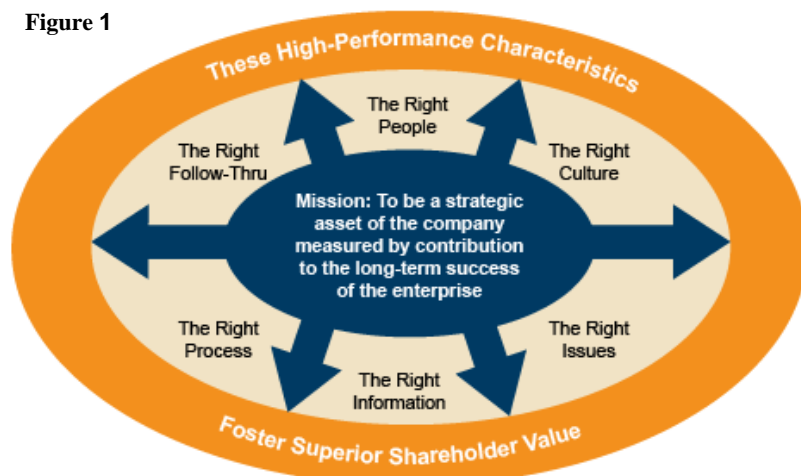 Figure 1
These High-Performance Characteristics
The Right
People
The Right
Follow-Thru
The Right
Culture
Mission: To be a strategic
asset of the company
measured by contribution
to the long-term success
of the enterprise
The Right
Process
The Right
Issues
The Right
Information
Foster Superior Shareholder Value